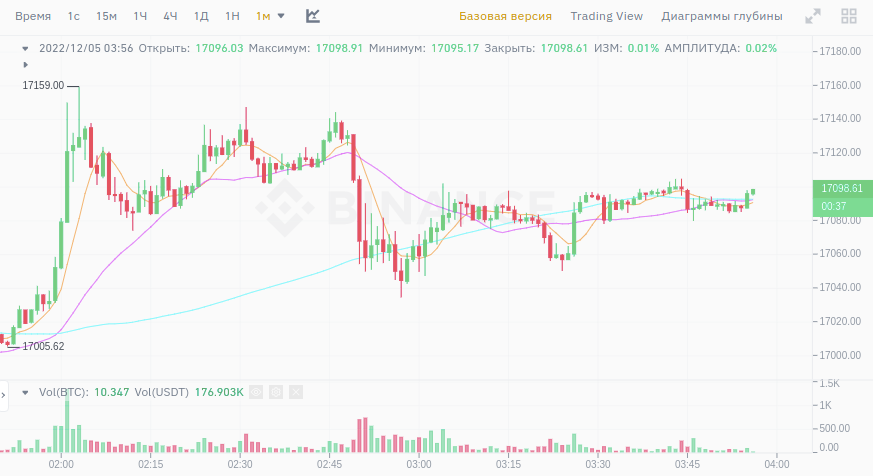 Время 1с 15м 1Ч 4Ч 1Д 1Н 1м Базовая версия Trading View Диаграммы глубины
2022/12/05 03:56 Открыть: 17096.03 Максимум: 17098.91 Минимум: 17095.17 Закрыть: 17098.61 ИЗМ: 0.01% АМПЛИТУДА: 0.02%
17180.00
17159.00
17160.00
17140.00
17120.00
17098.61
BINANCE
00:37
17080.00
17060.00
17040.00
17020.00
17005.62
17000.00
Vol(BTC): 10.347 Vol(USDT) 176.903K
1.5K
1K
500.00
0.00
02:00 02:15 02:30 02:45 03:00 03:15 03:30 03:45 04:00